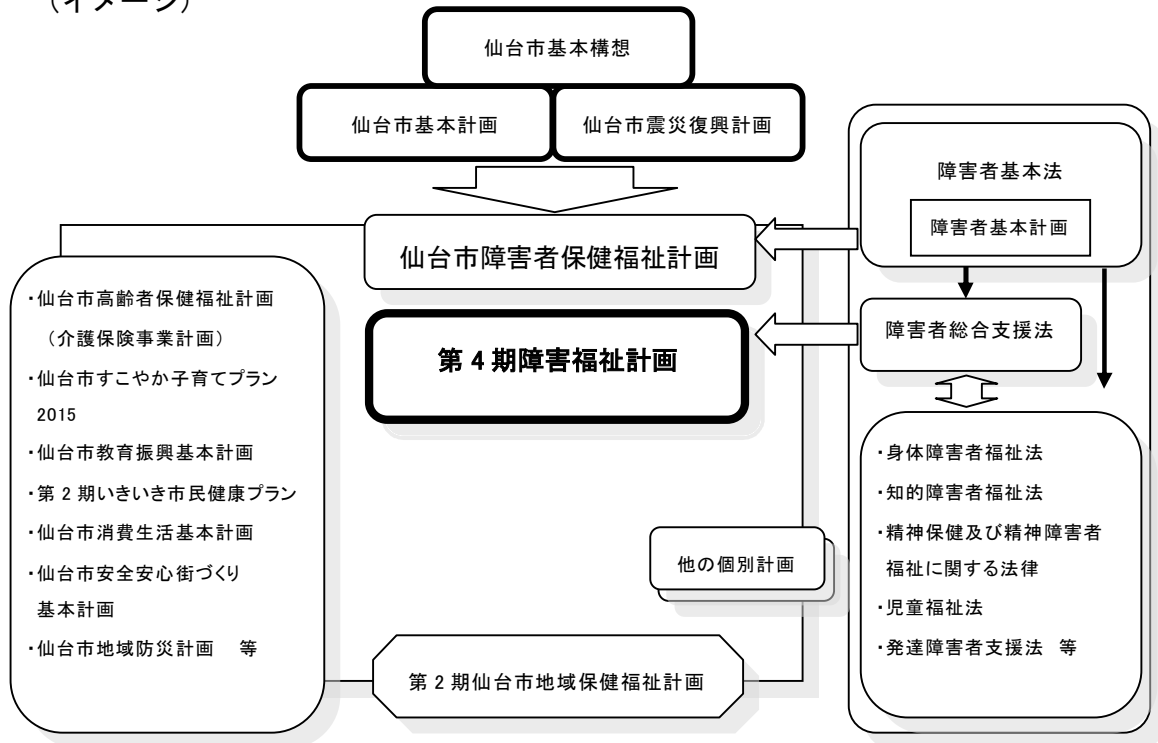 （イメージ）
仙台市基本構想
仙台市基本計画
仙台市震災復興計画
仙台市障害者保健福祉計画
第４期障害福祉計画
・仙台市高齢者保健福祉計画
（介護保険事業計画）
・仙台市すこやか子育てプラン
2015
・仙台市教育振興基本計画
・第２期いきいき市民健康プラン
・仙台市消費生活基本計画
・仙台市安全安心街づくり
基本計画
・仙台市地域防災計画　等
他の個別計画
第２期仙台市地域保健福祉計画
障害者基本法
障害者基本計画
障害者総合支援法
・身体障害者福祉法
・知的障害者福祉法
・精神保健及び精神障害者
福祉に関する法律
・児童福祉法
・発達障害者支援法　等